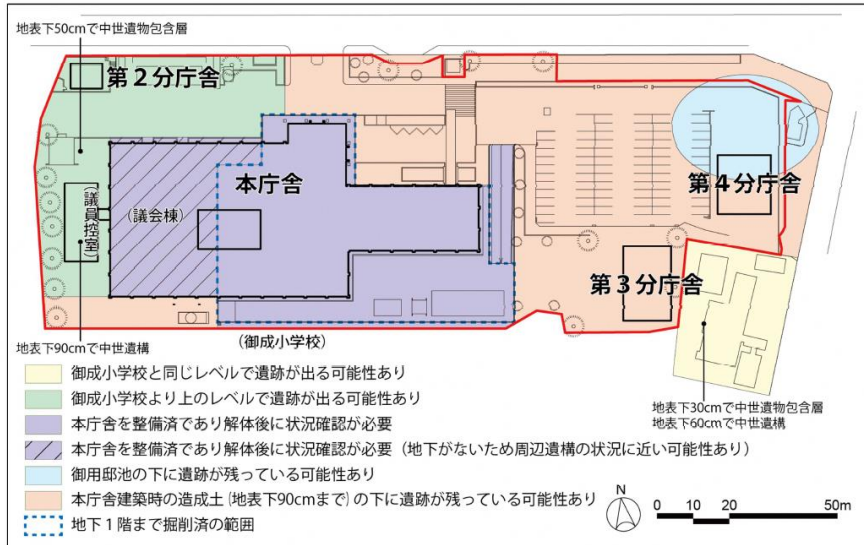 地表下50cmで中世遺物包含層
第2分庁舎
本庁舎
(議会棟)
(議員控室)
第4分庁舎
第3分庁舎
(御成小学校)
地表下90cmで中世遺構
地表下30cmで中世遺物包含層
地表下60cmで中世遺構
御成小学校と同じレベルで遺跡が出る可能性あり
御成小学校より上のレベルで遺跡が出る可能性あり
本庁舎を整備済であり解体後に状況確認が必要
本庁舎を整備済であり解体後に状況確認が必要(地下がないため周辺遺構の状況に近い可能性あり)
御用邸池の下に遺跡が残っている可能性あり
本庁舎建築時の造成土(地表下90cmまで)の下に遺跡が残っている可能性あり
地下1階まで掘削済の範囲
N
0 10 20 50m